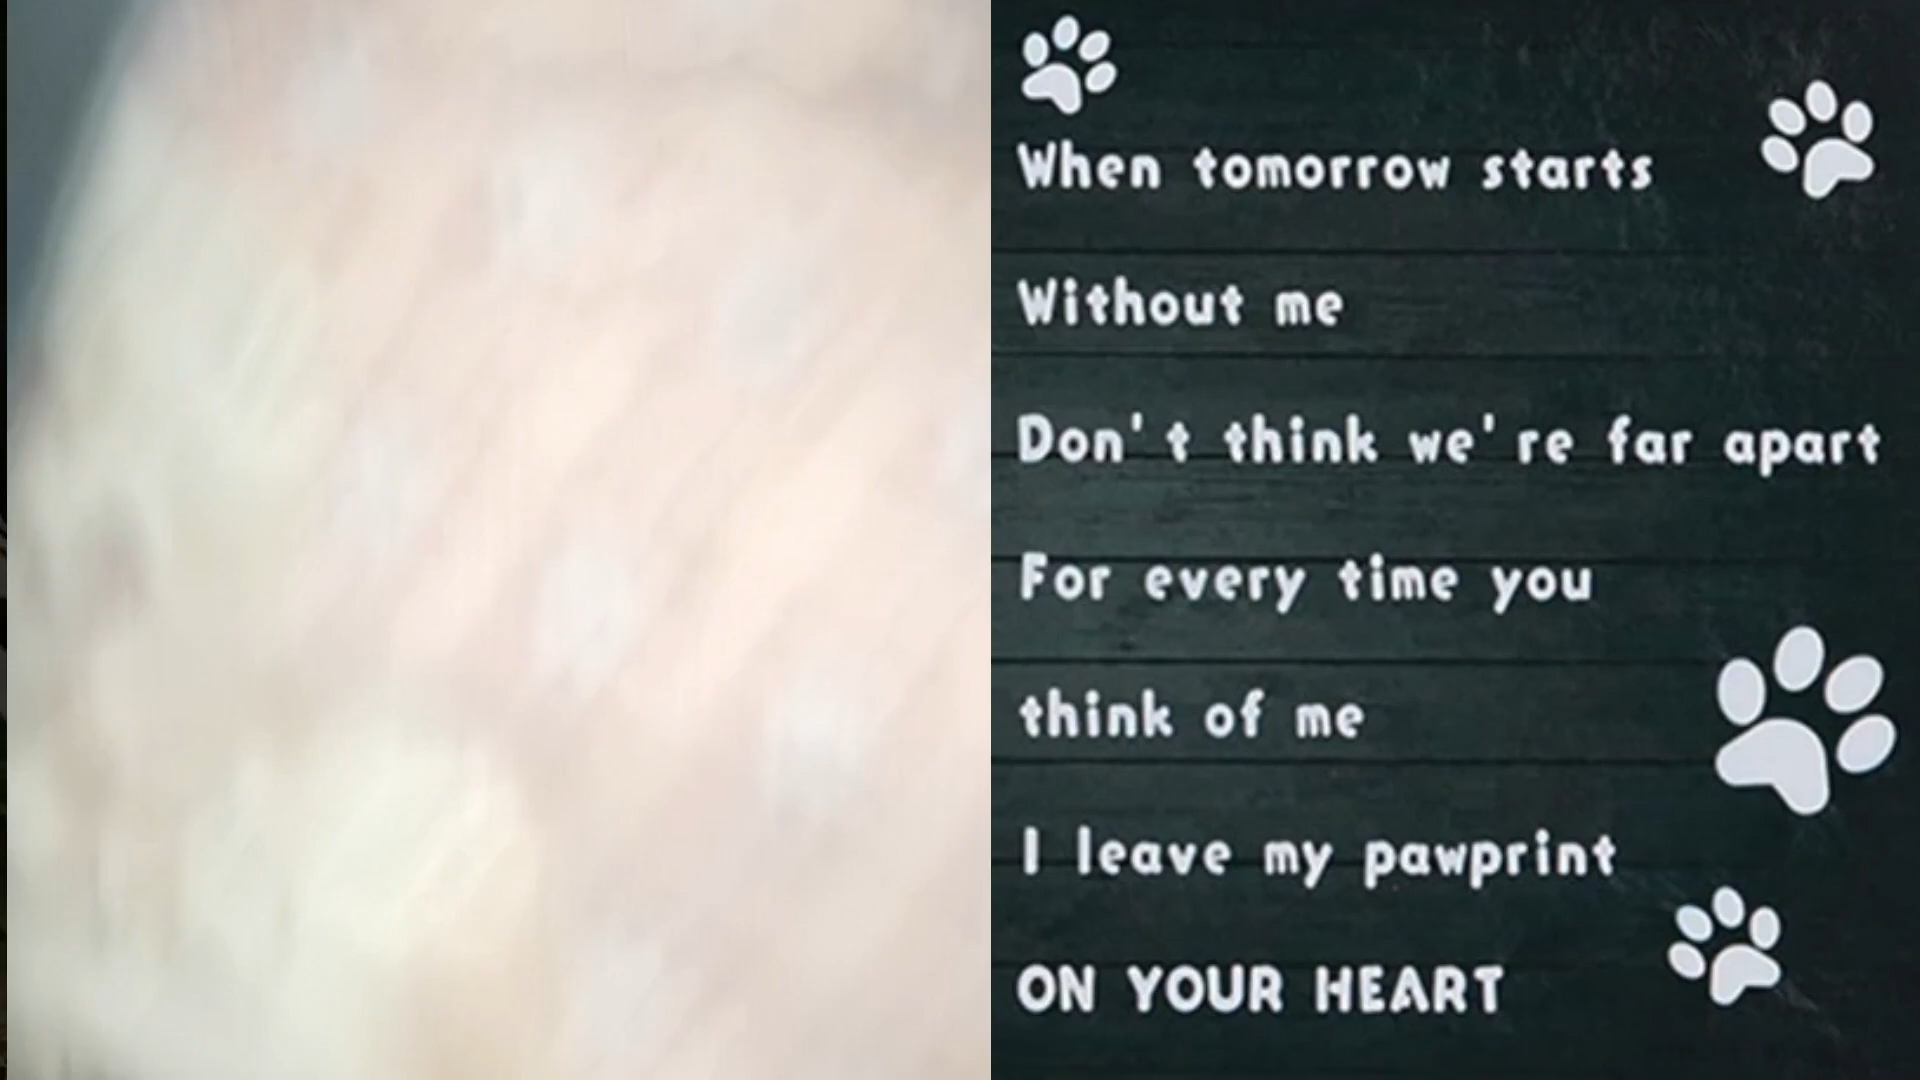 When tomorrow starts
Without me
Don't think we're far apart
For every time you
think of me
I leave my pawprint
ON YOUR HEART